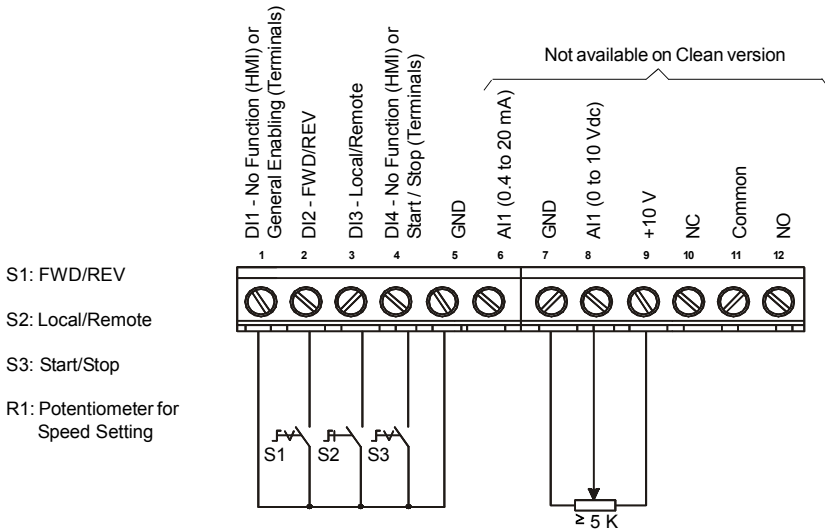 Not available on Clean version
DI1 - No Function (HMI) or
General Enabling (Terminals)
DI2 - FWD/REV
DI3 - Local/Remote
DI4 - No Function (HMI) or
Start / Stop (Terminals)
GND
AI1 (0.4 to 20 mA)
GND
AI1 (0 to 10 Vdc)
+10 V
NC
Common
NO
1 2 3 4 5 6 7 8 9 10 11 12
S1: FWD/REV
S2: Local/Remote
S3: Start/Stop
R1: Potentiometer for
Speed Setting
S1 S2 S3
≥ 5 K